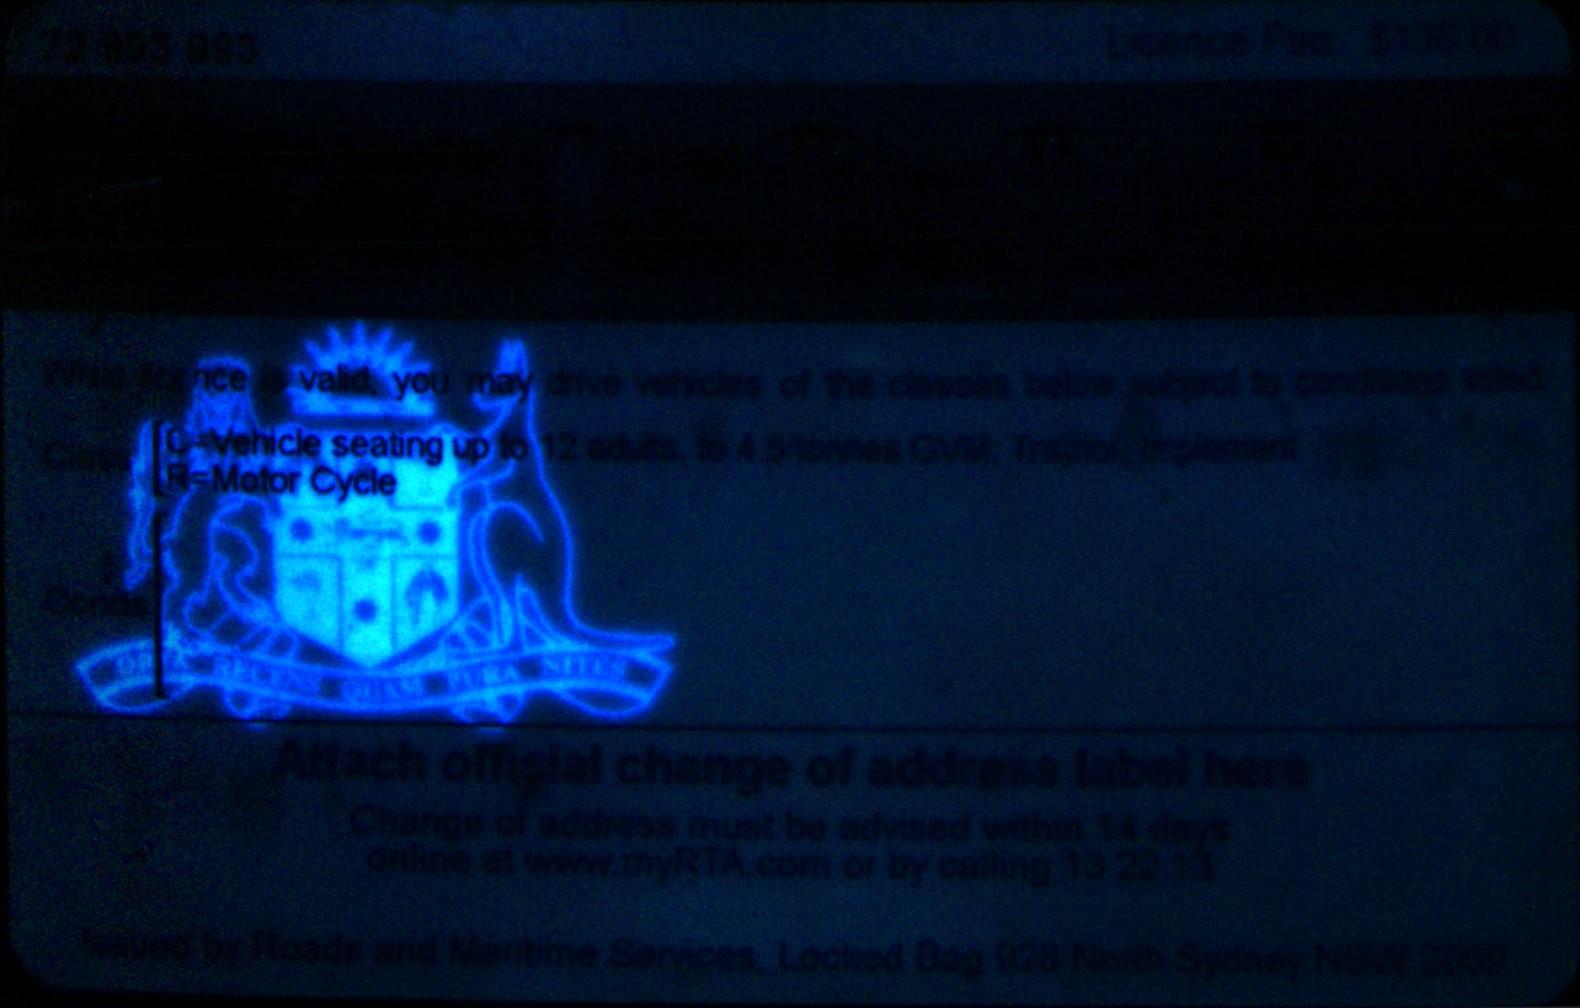 72 893 993
Licence Fee $136.00
While licence is valid, you may drive vehicles of the classes below subject to conditions listed.
Class C=Vehicle seating up to 12 adults, to 4.5 tonnes GVM, Tractor, Implement
R=Motor Cycle
Conds
ORTA RECENS QUAM PURA NITES
Attach official change of address label here
Change of address must be advised within 14 days
online at www.myRTA.com or by calling 13 22 13
Issued by Roads and Maritime Services, Locked Bag 928 North Sydney NSW 2059